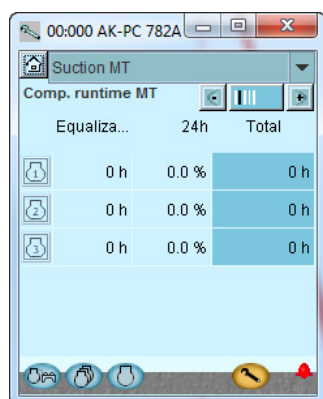 00:000 AK-PC 782A
Suction MT
Comp. runtime MT
Equaliza... 24h Total
1 0 h 0.0 % 0 h
2 0 h 0.0 % 0 h
3 0 h 0.0 % 0 h